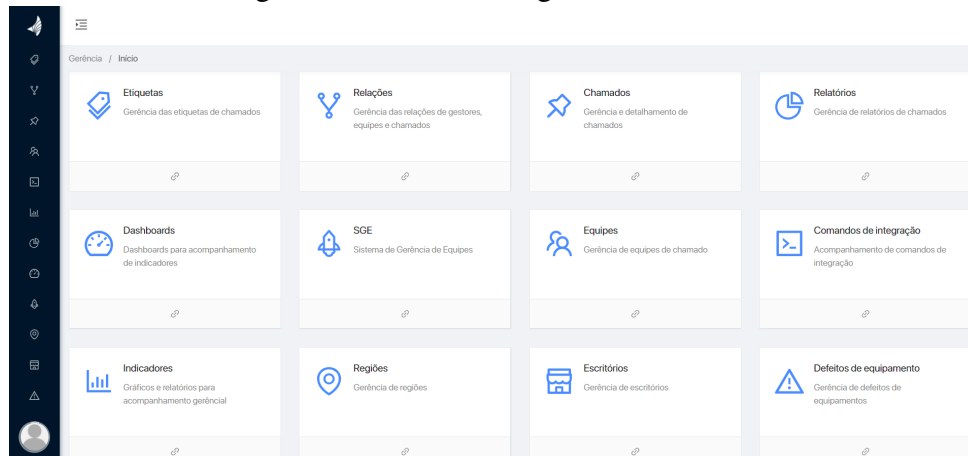 Gerência / Início
Etiquetas
Gerência das etiquetas de chamados
Relações
Gerência das relações de gestores,
equipes e chamados
Chamados
Gerência e detalhamento de
chamados
Relatórios
Gerência de relatórios de chamados
Dashboards
Dashboards para acompanhamento
de indicadores
SGE
Sistema de Gerência de Equipes
Equipes
Gerência de equipes de chamado
Comandos de integração
Acompanhamento de comandos de
integração
Indicadores
Gráficos e relatórios para
acompanhamento gerêncial
Regiões
Gerência de regiões
Escritórios
Gerência de escritórios
Defeitos de equipamento
Gerência de defeitos de
equipamentos